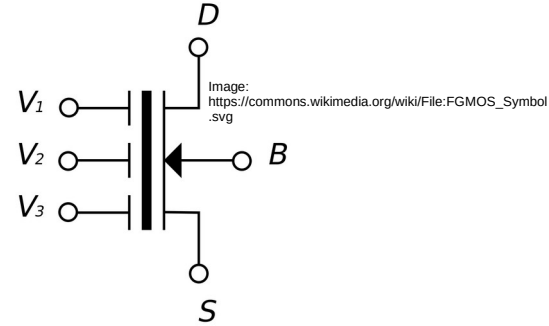 D
Image:
https://commons.wikimedia.org/wiki/File:FGMOS_Symbol
.svg
V1
V2
B
V3
S